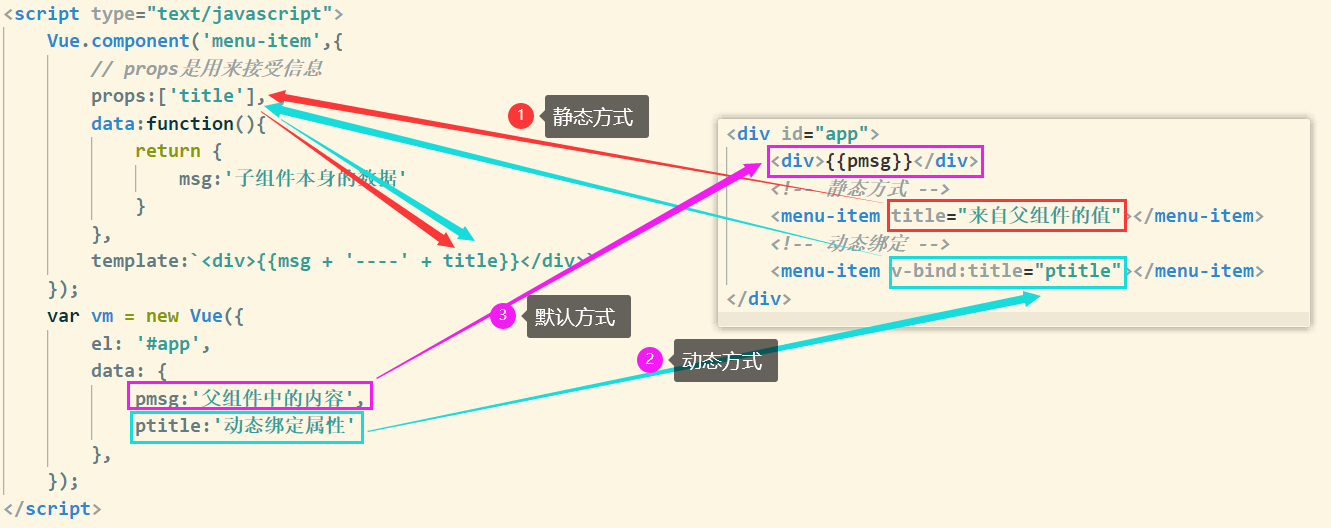 <script type="text/javascript">
Vue.component('menu-item',{
// props是用来接受信息
props:['title'],
data:function(){
return {
msg:'子组件本身的数据'
}
},
template:`<div>{{msg + '----' + title}}</div>`
});
var vm = new Vue({
el: '#app',
data: {
pmsg:'父组件中的内容',
ptitle:'动态绑定属性'
},
});
</script>
1 静态方式
3 默认方式
2 动态方式
<div id="app">
<div>{{pmsg}}</div>
<!-- 静态方式 -->
<menu-item title="来自父组件的值"></menu-item>
<!-- 动态绑定 -->
<menu-item v-bind:title="ptitle"></menu-item>
</div>